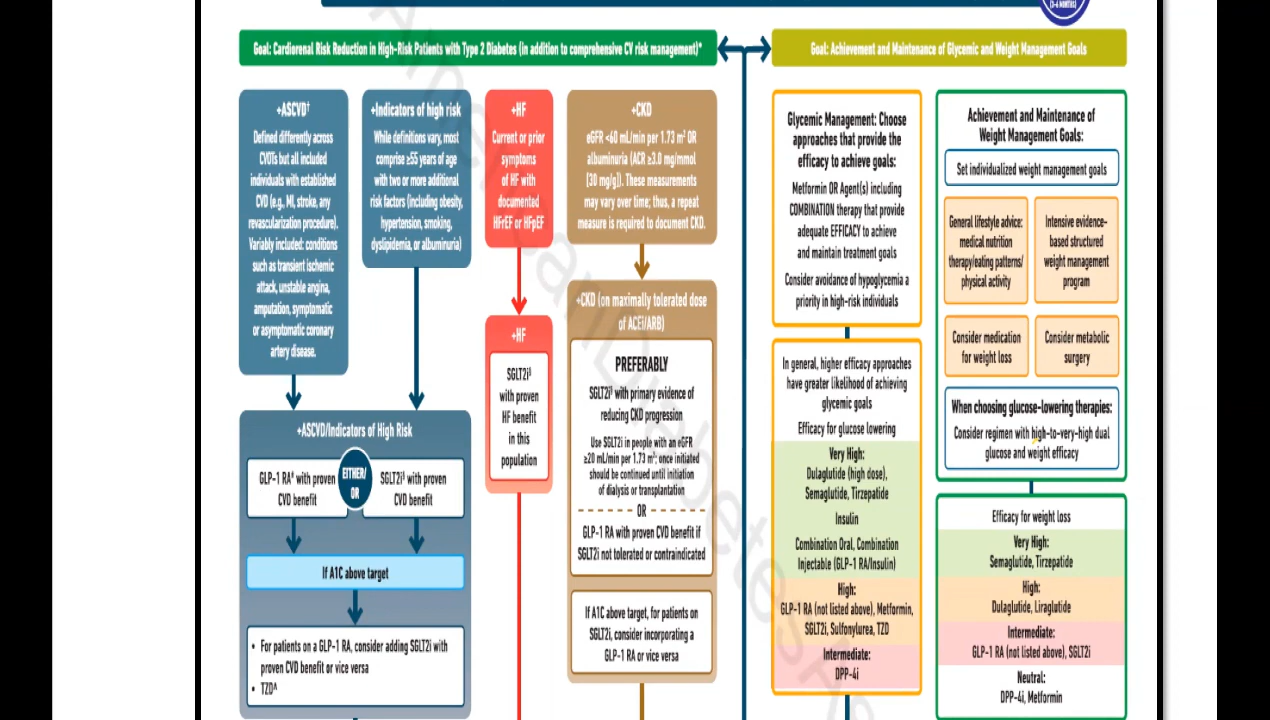 (3-6 MONTHS)
Goal: Cardiorenal Risk Reduction in High-Risk Patients with Type 2 Diabetes (in addition to comprehensive CV risk management)*
Goal: Achievement and Maintenance of Glycemic and Weight Management Goals
+ASCVD†
Defined differently across
CVOTs but all included
individuals with established
CVD (e.g., MI, stroke, any
revascularization procedure).
Variably included: conditions
such as transient ischemic
attack, unstable angina,
amputation, symptomatic
or asymptomatic coronary
artery disease.
+Indicators of high risk
While definitions vary, most
comprise ≥55 years of age
with two or more additional
risk factors (including obesity,
hypertension, smoking,
dyslipidemia, or albuminuria)
+HF
Current or prior
symptoms
of HF with
documented
HFrEF or HFpEF
+CKD
eGFR <60 mL/min per 1.73 m² OR
albuminuria (ACR ≥3.0 mg/mmol
[30 mg/g]). These measurements
may vary over time; thus, a repeat
measure is required to document CKD.
+ASCVD/Indicators of High Risk
GLP-1 RA# with proven
CVD benefit
EITHER/
OR
SGLT2i§ with proven
CVD benefit
If A1C above target
• For patients on a GLP-1 RA, consider adding SGLT2i with
proven CVD benefit or vice versa
• TZD^
+HF
SGLT2i§
with proven
HF benefit
in this
population
+CKD (on maximally tolerated dose
of ACEi/ARB)
PREFERABLY
SGLT2i§ with primary evidence of
reducing CKD progression
Use SGLT2i in people with an eGFR
≥20 mL/min per 1.73 m²; once initiated
should be continued until initiation
of dialysis or transplantation
OR
GLP-1 RA with proven CVD benefit if
SGLT2i not tolerated or contraindicated
If A1C above target, for patients on
SGLT2i, consider incorporating a
GLP-1 RA or vice versa
Glycemic Management: Choose
approaches that provide the
efficacy to achieve goals:
Metformin OR Agent(s) including
COMBINATION therapy that provide
adequate EFFICACY to achieve
and maintain treatment goals
Consider avoidance of hypoglycemia a
priority in high-risk individuals
In general, higher efficacy approaches
have greater likelihood of achieving
glycemic goals
Efficacy for glucose lowering
Very High:
Dulaglutide (high dose),
Semaglutide, Tirzepatide
Insulin
Combination Oral, Combination
Injectable (GLP-1 RA/Insulin)
High:
GLP-1 RA (not listed above), Metformin,
SGLT2i, Sulfonylurea, TZD
Intermediate:
DPP-4i
Achievement and Maintenance of
Weight Management Goals:
Set individualized weight management goals
General lifestyle advice:
medical nutrition
therapy/eating patterns/
physical activity
Intensive evidence-
based structured
weight management
program
Consider medication
for weight loss
Consider metabolic
surgery
When choosing glucose-lowering therapies:
Consider regimen with high-to-very-high dual
glucose and weight efficacy
Efficacy for weight loss
Very High:
Semaglutide, Tirzepatide
High:
Dulaglutide, Liraglutide
Intermediate:
GLP-1 RA (not listed above), SGLT2i
Neutral:
DPP-4i, Metformin
American Diabetes As